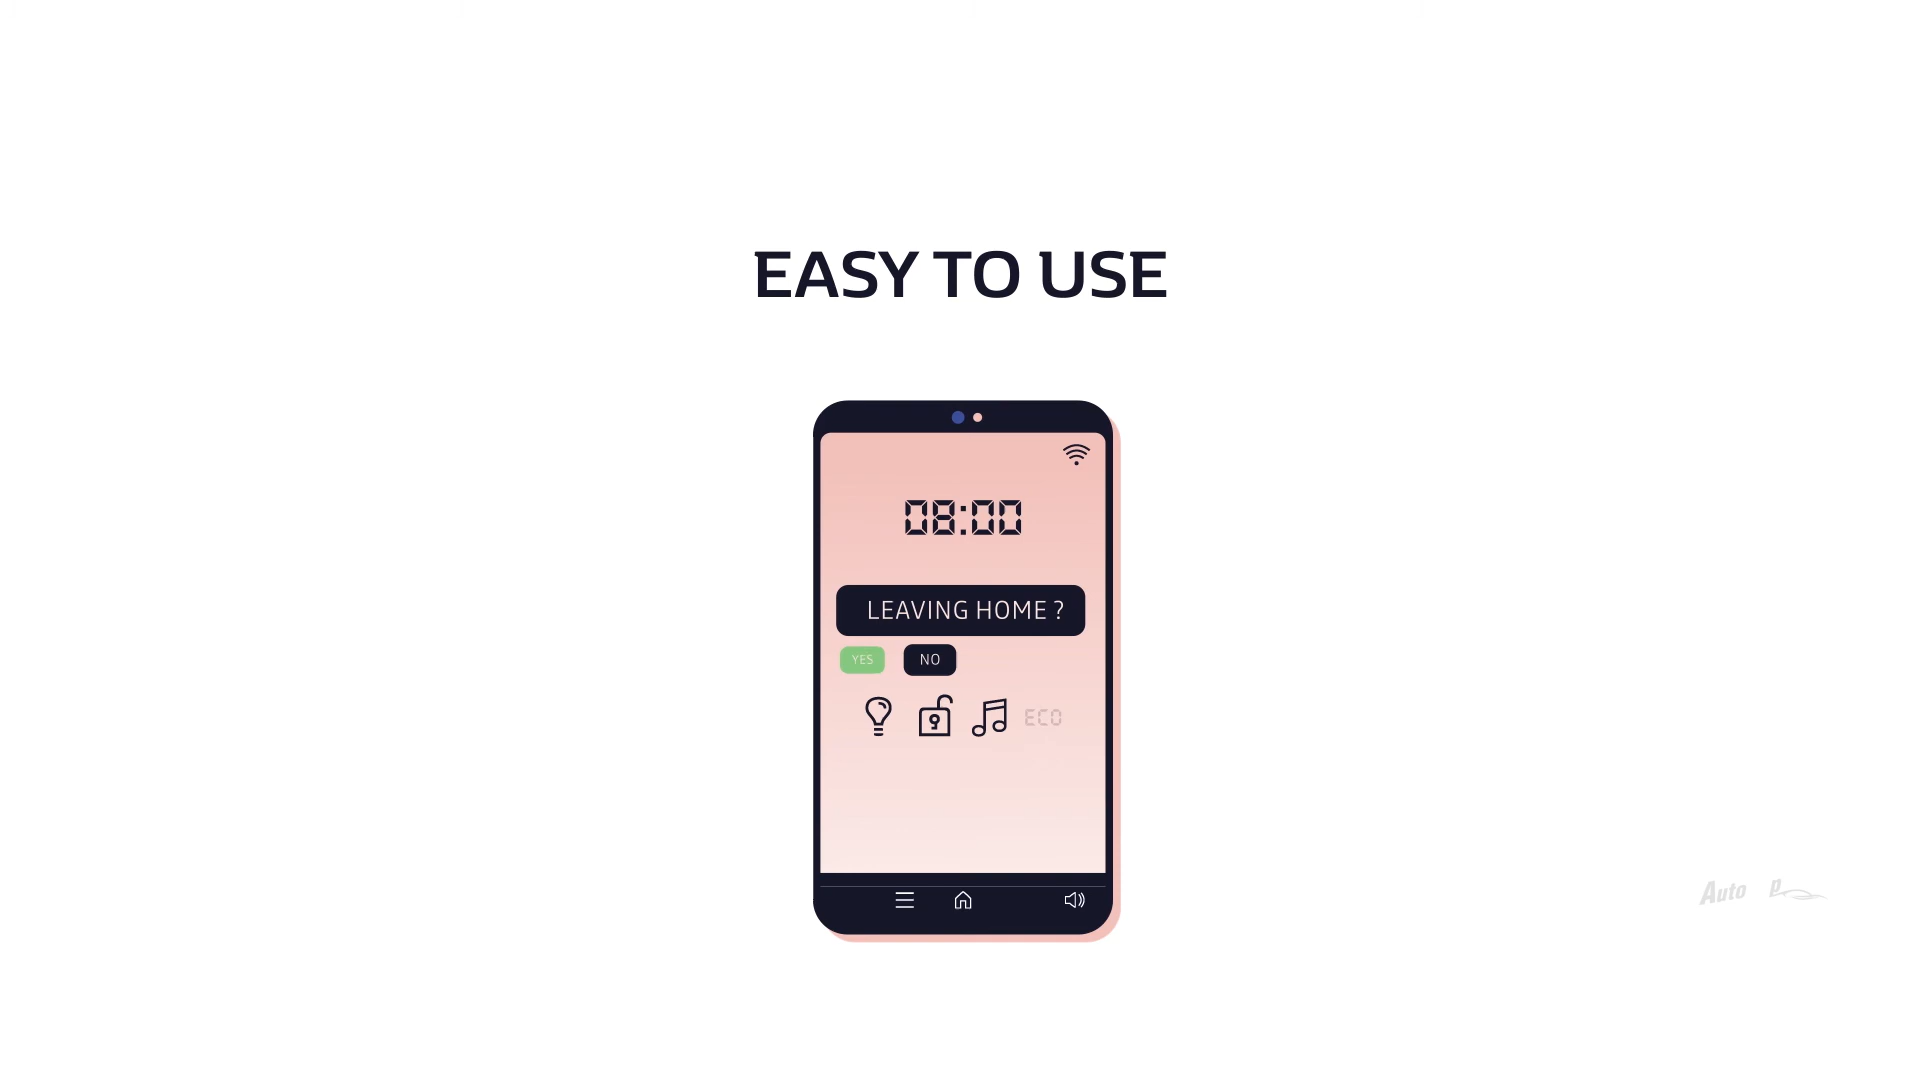 EASY TO USE
08:00
LEAVING HOME ?
YES NO
ECO
Auto